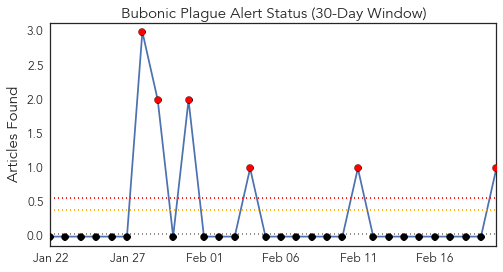 Bubonic Plague Alert Status (30-Day Window)
Articles Found
3.0
2.5
2.0
1.5
1.0
0.5
0.0
Jan 22 Jan 27 Feb 01 Feb 06 Feb 11 Feb 16